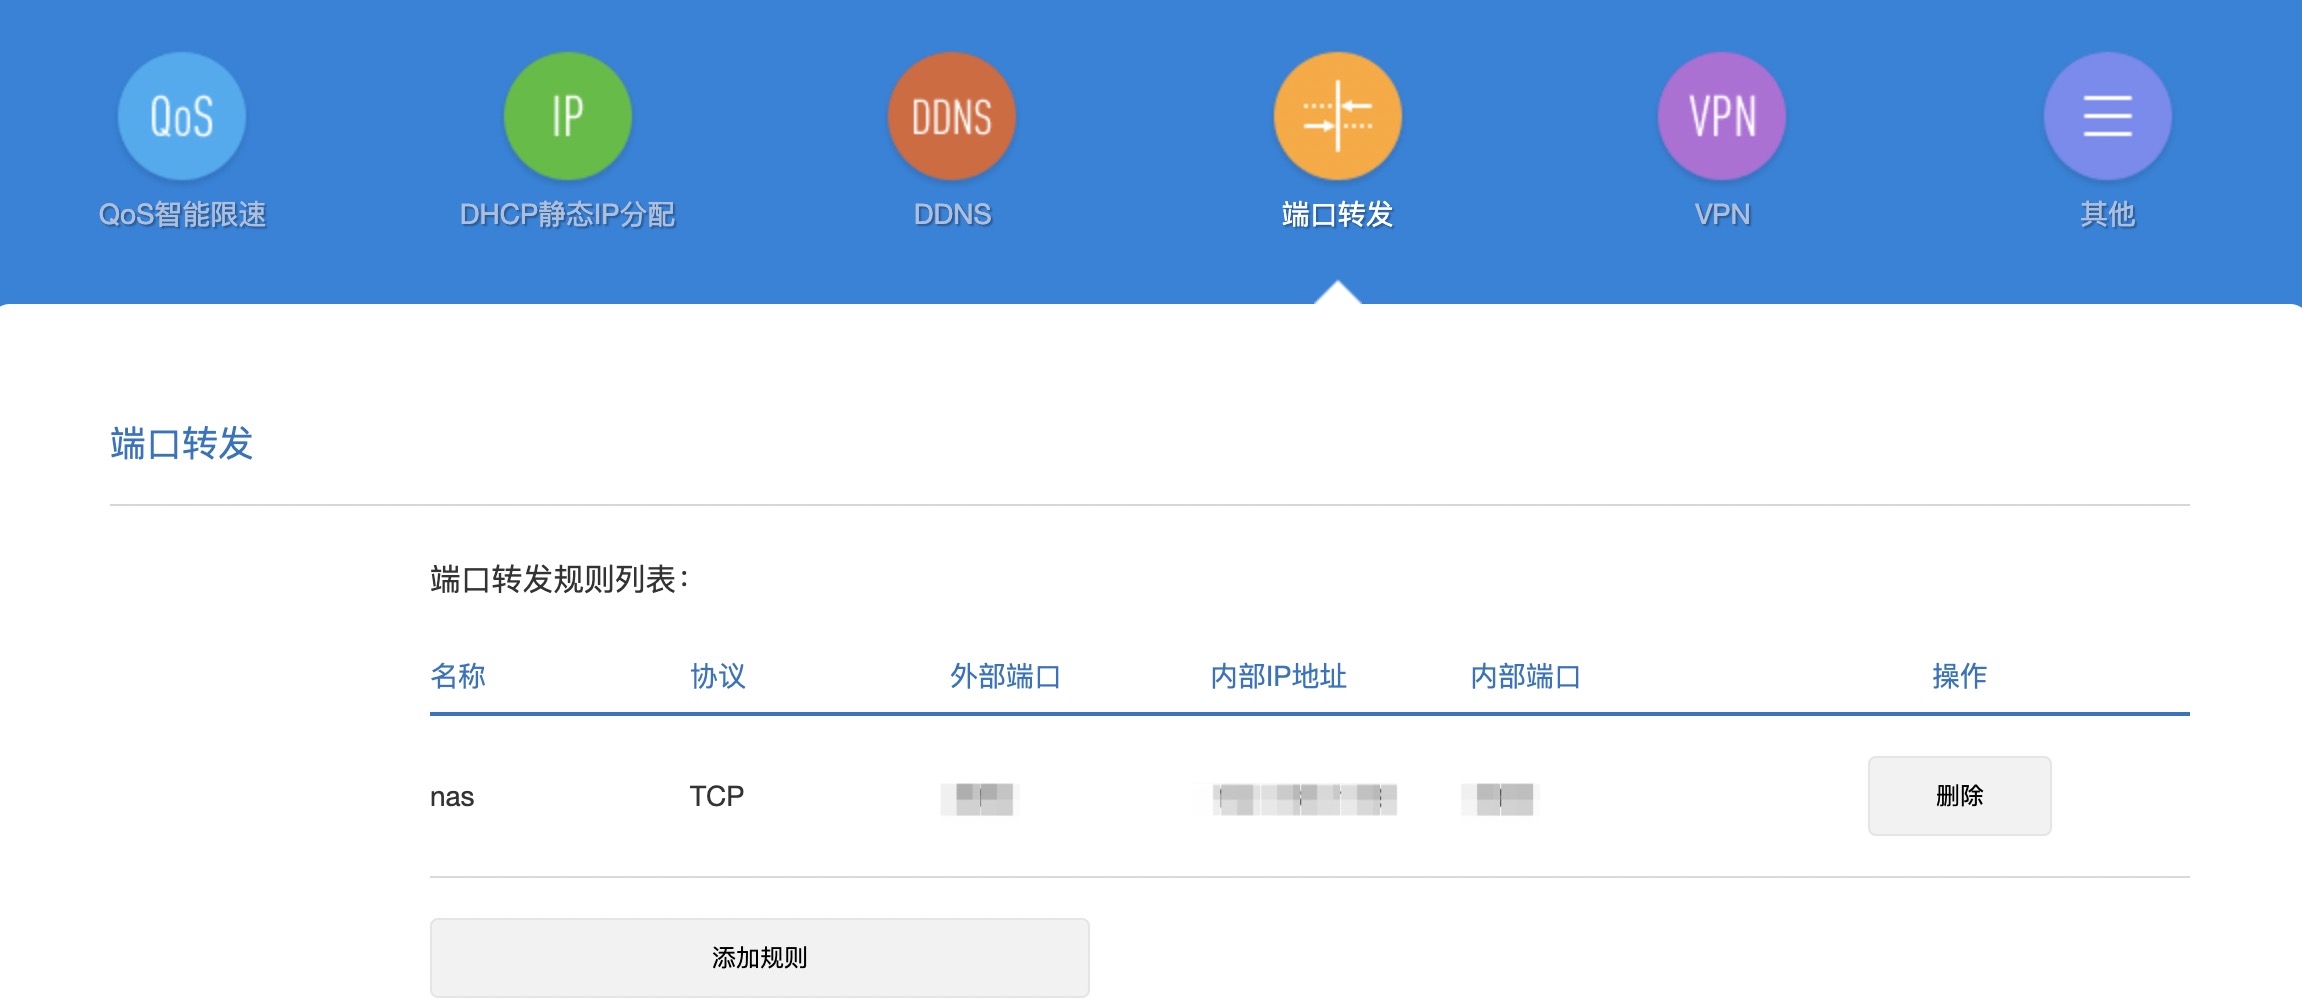 QoS IP DDNS VPN
QoS智能限速 DHCP静态IP分配 DDNS 端口转发 VPN 其他
端口转发
端口转发规则列表：
名称 协议 外部端口 内部IP地址 内部端口 操作
nas TCP 删除
添加规则